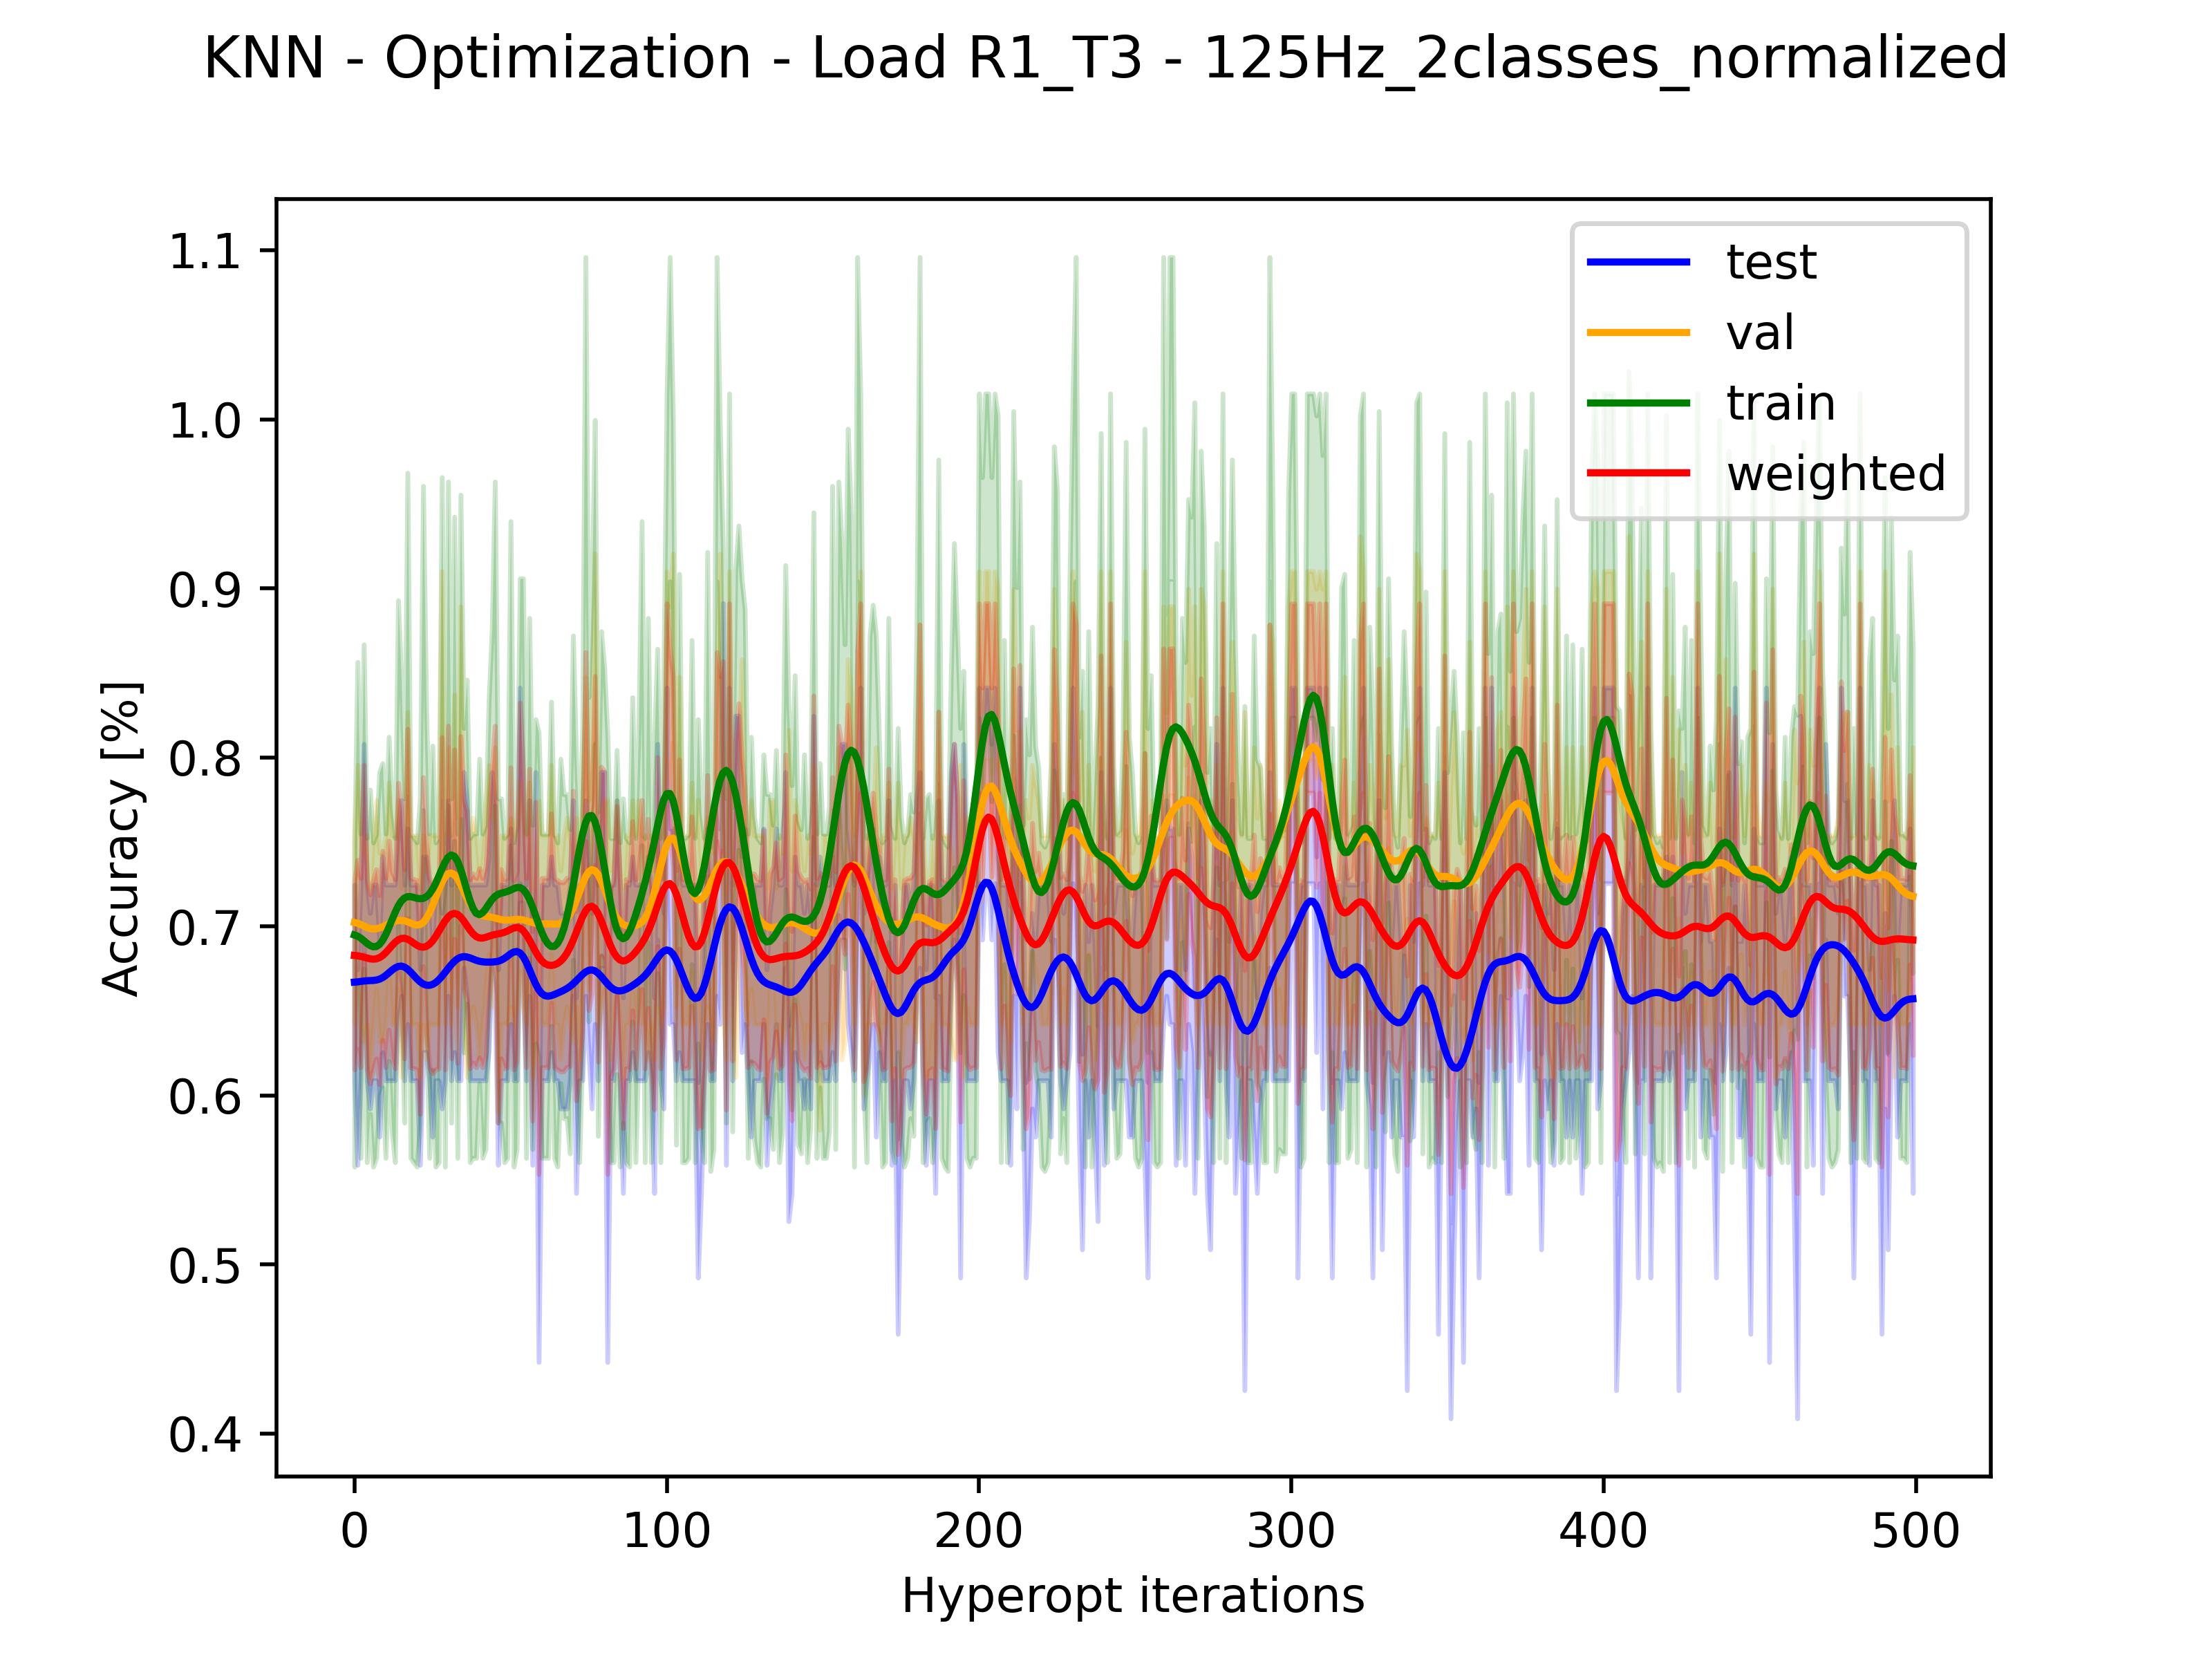 KNN - Optimization - Load R1_T3 - 125Hz_2classes_normalized
test
val
train
weighted
Accuracy [%]
1.1
1.0
0.9
0.8
0.7
0.6
0.5
0.4
0 100 200 300 400 500
Hyperopt iterations